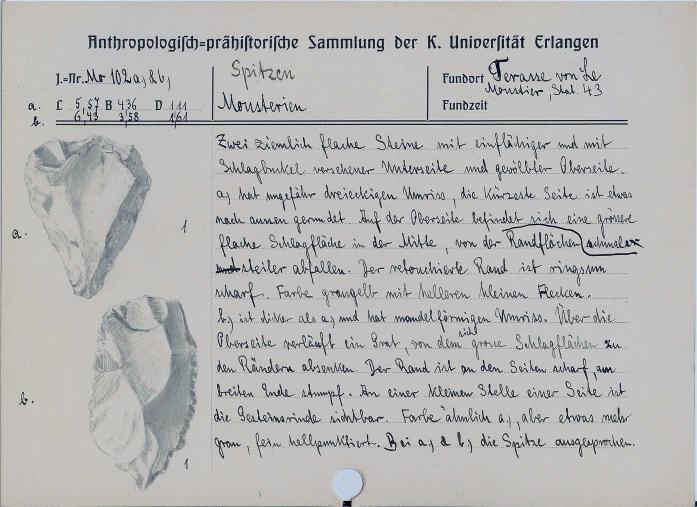 Anthropologisch=prähistorische Sammlung der K. Universität Erlangen
J.=Nr. Mo 102 a, & b,
Spitzen
Mousterien
Fundort Terasse von Le
Moustier, Stat. 43
Fundzeit
a. L 5,57 B 4,36 D 1,11
b. 6,43 3,58 1,61
Zwei ziemlich flache Steine mit einflächiger und mit
Schlagbuckel versehener Unterseite und gewölbter Oberseite.
a, hat ungefähr dreieckigen Umriss, die kürzeste Seite ist etwas
nach aussen gerundet. Auf der Oberseite befindet sich eine grössere
flache Schlagfläche in der Mitte, von der Randflächen schmaler
und steiler abfallen. Der retouchierte Rand ist ringsum
scharf. Farbe graugelb mit helleren kleinen Flecken.
b, ist dicker als a, und hat mandelförmigen Umriss. Über die
Oberseite verläuft ein Grat, von dem sich grosse Schlagflächen zu
den Rändern absenken. Der Rand ist an den Seiten scharf, am
breiten Ende stumpf. An einer kleinen Stelle einer Seite ist
die Gesteinsrinde sichtbar. Farbe ähnlich a, aber etwas mehr
grau, fein hellpunktiert. Bei a, & b, die Spitze ausgesprochen.
a. 1
b. 1